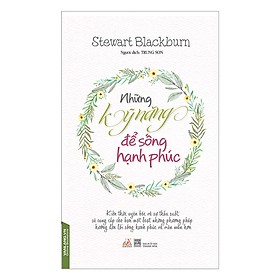 Stewart Blackburn
Người dịch: TRUNG SƠN
Những
kỹ năng
để sống
hạnh phúc
Kiến thức uyên bác và sự thấu suốt
sẽ cung cấp cho bạn một loạt những phương pháp
hướng đến lối sống hạnh phúc và viên mãn hơn